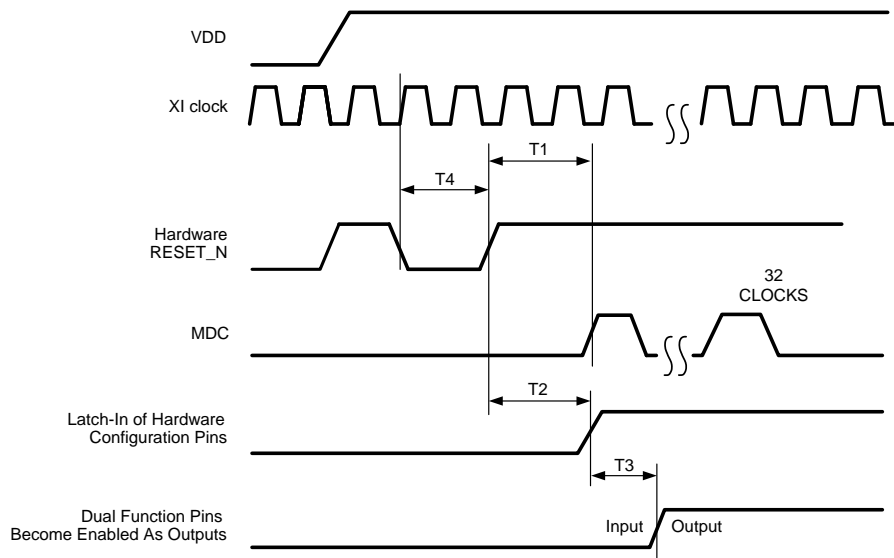 VDD
XI clock
T1
T4
Hardware
RESET_N
32
CLOCKS
MDC
T2
Latch-In of Hardware
Configuration Pins
T3
Dual Function Pins
Become Enabled As Outputs
Input
Output